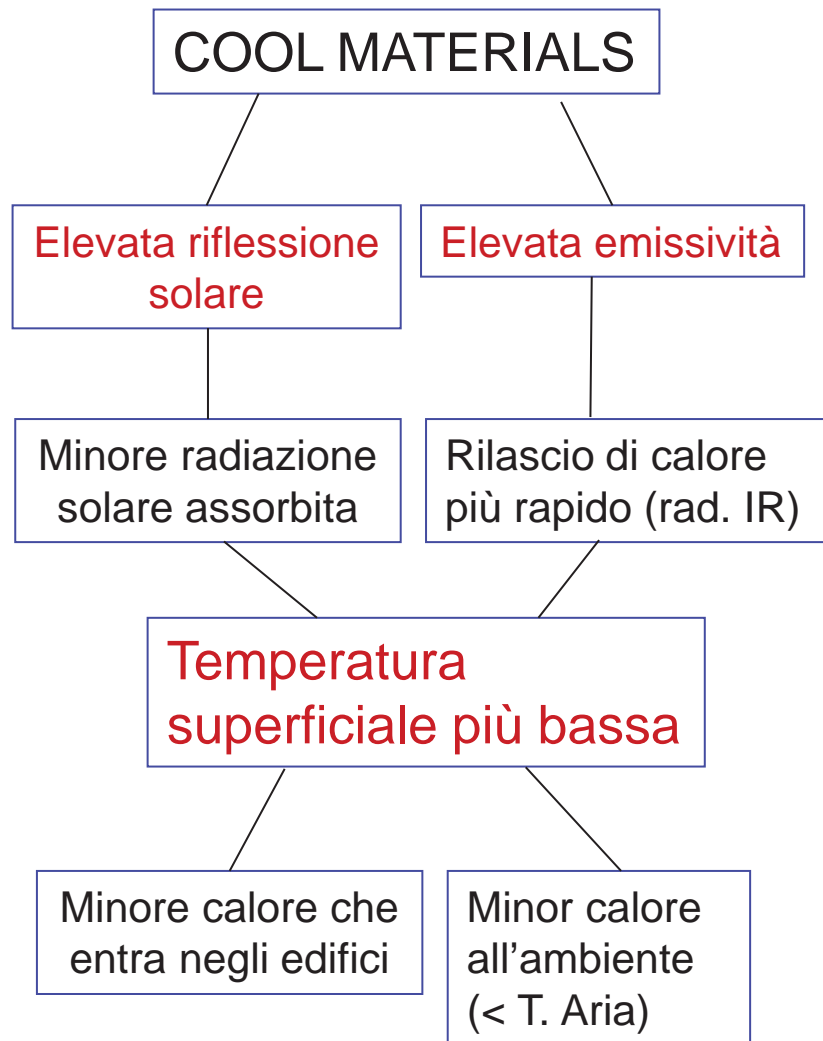 COOL MATERIALS
Elevata riflessione
solare
Elevata emissività
Minore radiazione
solare assorbita
Rilascio di calore
più rapido (rad. IR)
Temperatura
superficiale più bassa
Minore calore che
entra negli edifici
Minor calore
all’ambiente
(< T. Aria)